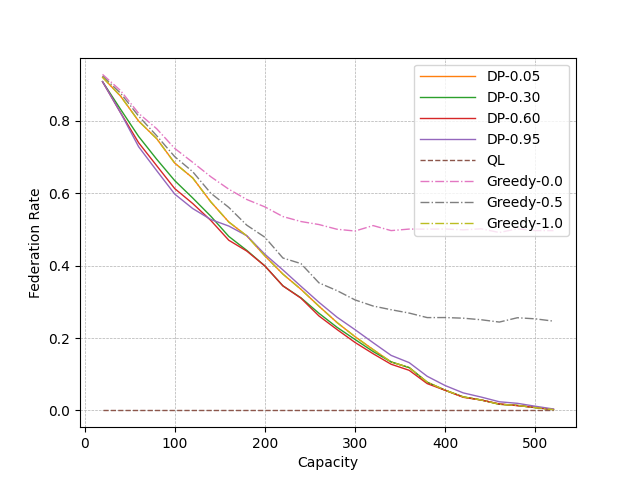 DP-0.05
DP-0.30
DP-0.60
DP-0.95
QL
Greedy-0.0
Greedy-0.5
Greedy-1.0
0.8
0.6
0.4
0.2
0.0
Federation Rate
0 100 200 300 400 500
Capacity